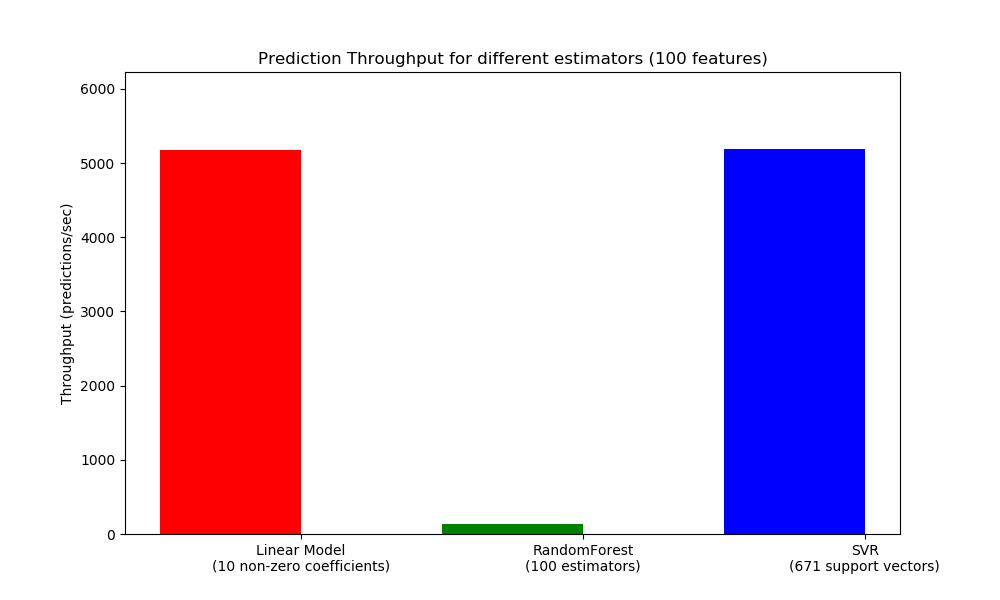 Prediction Throughput for different estimators (100 features)
Throughput (predictions/sec)
6000
5000
4000
3000
2000
1000
0
Linear Model
(10 non-zero coefficients)
RandomForest
(100 estimators)
SVR
(671 support vectors)